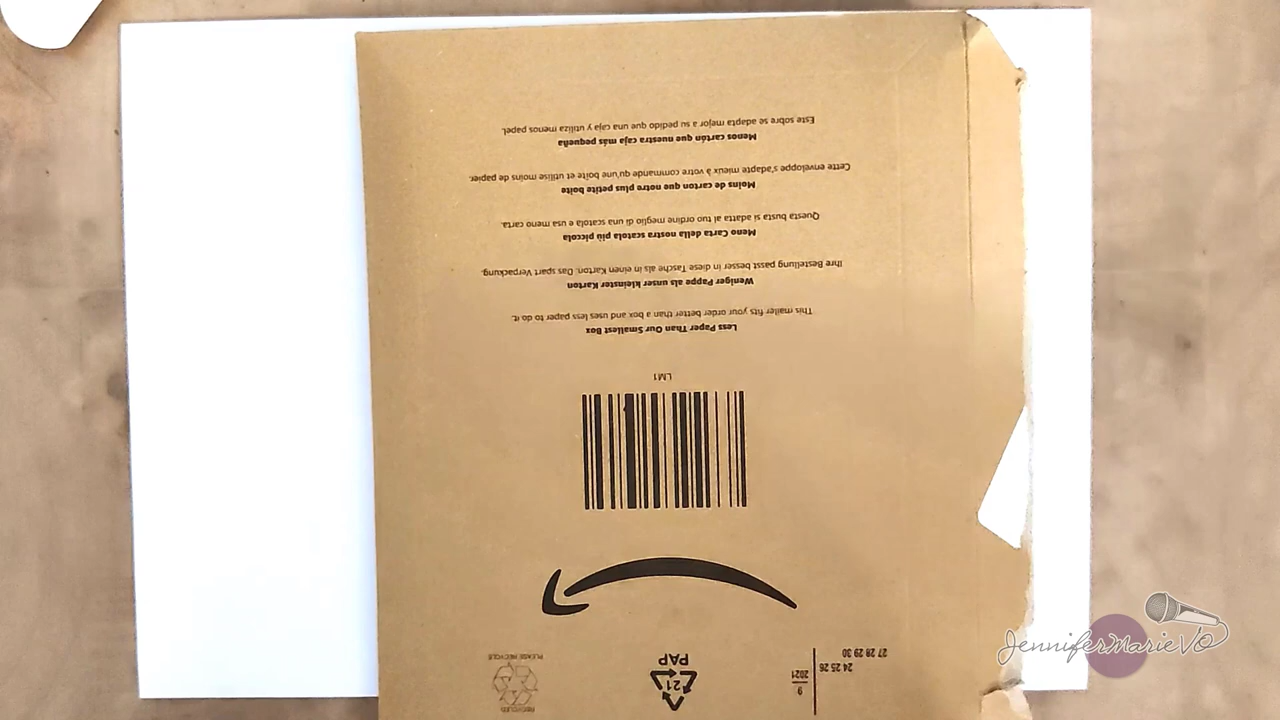 PLEASE RECYCLE
RECYCLED
21
PAP
9
2021
24 25 26
27 28 29 30
LM1
Less Paper Than Our Smallest Box
This mailer fits your order better than a box and uses less paper to do it.
Weniger Pappe als unser kleinster Karton
Ihre Bestellung passt besser in diese Tasche als in einen Karton. Das spart Verpackung.
Meno Carta della nostra scatola più piccola
Questa busta si adatta al tuo ordine meglio di una scatola e usa meno carta.
Moins de carton que notre plus petite boîte
Cette enveloppe s'adapte mieux à votre commande qu'une boîte et utilise moins de papier.
Menos cartón que nuestra caja más pequeña
Este sobre se adapta mejor a su pedido que una caja y utiliza menos papel.
JenniferMarieVO